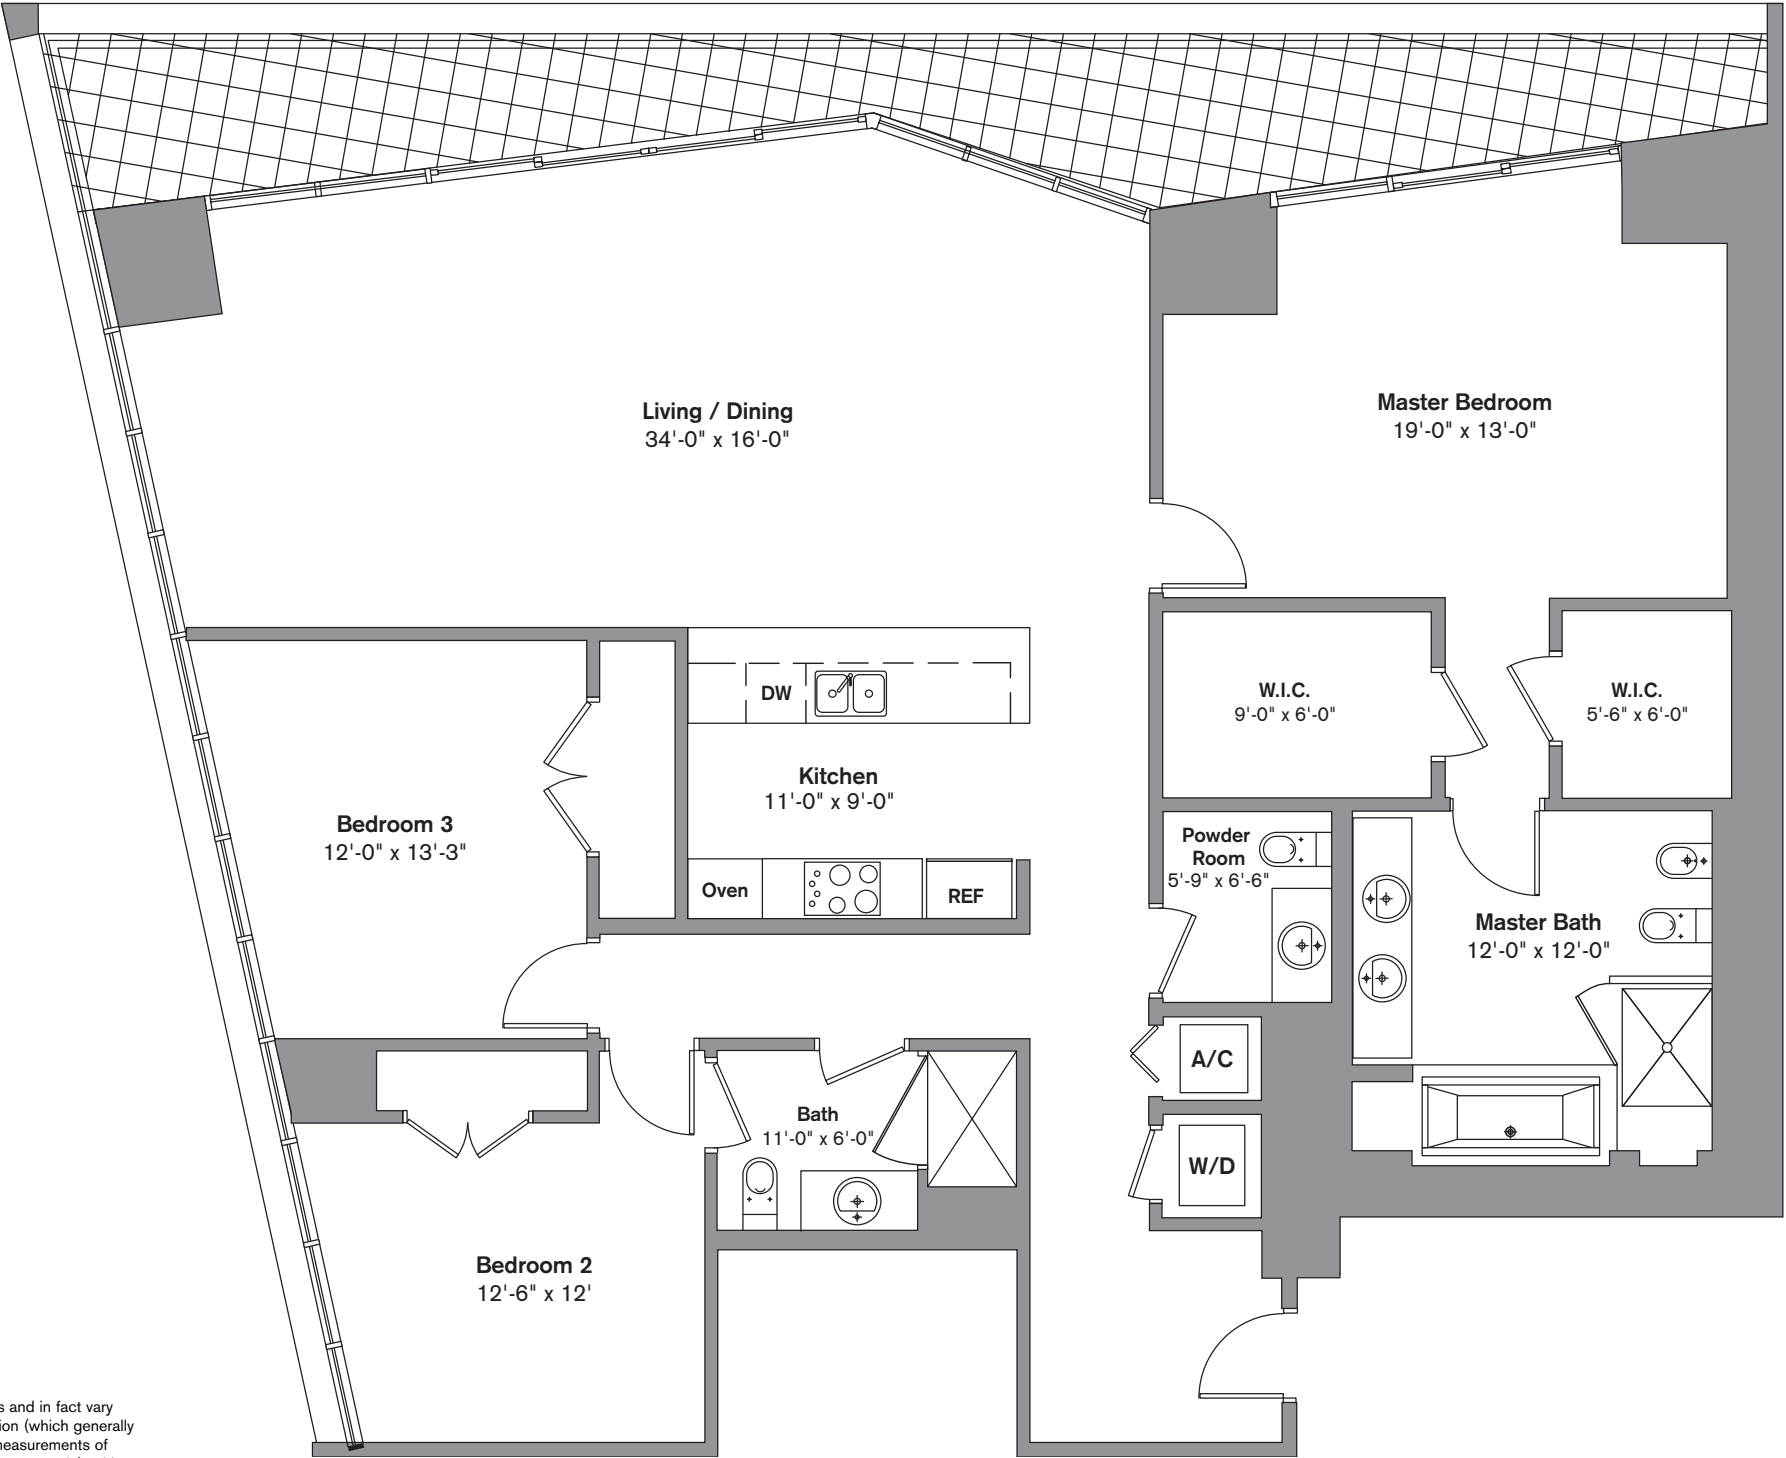 Living / Dining
34'-0" x 16'-0"
Master Bedroom
19'-0" x 13'-0"
W.I.C.
9'-0" x 6'-0"
W.I.C.
5'-6" x 6'-0"
DW
Kitchen
11'-0" x 9'-0"
Oven
REF
Bedroom 3
12'-0" x 13'-3"
Powder
Room
5'-9" x 6'-6"
Master Bath
12'-0" x 12'-0"
A/C
W/D
Bath
11'-0" x 6'-0"
Bedroom 2
12'-6" x 12'
s and in fact vary
ion (which generally
neasurements of